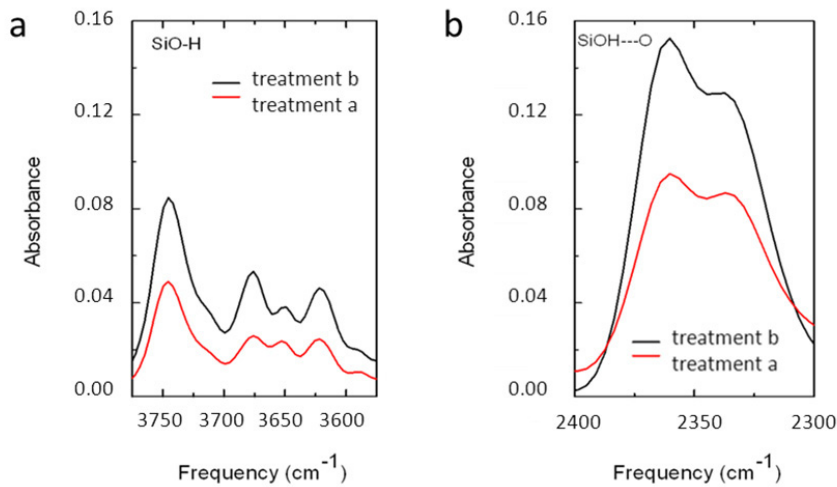 a
SiO-H
treatment b
treatment a
0.16
0.12
0.08
0.04
0.00
Absorbance
3750 3700 3650 3600
Frequency (cm-1)
b
SiOH---O
treatment b
treatment a
0.16
0.12
0.08
0.04
0.00
Absorbance
2400 2350 2300
Frequency (cm-1)